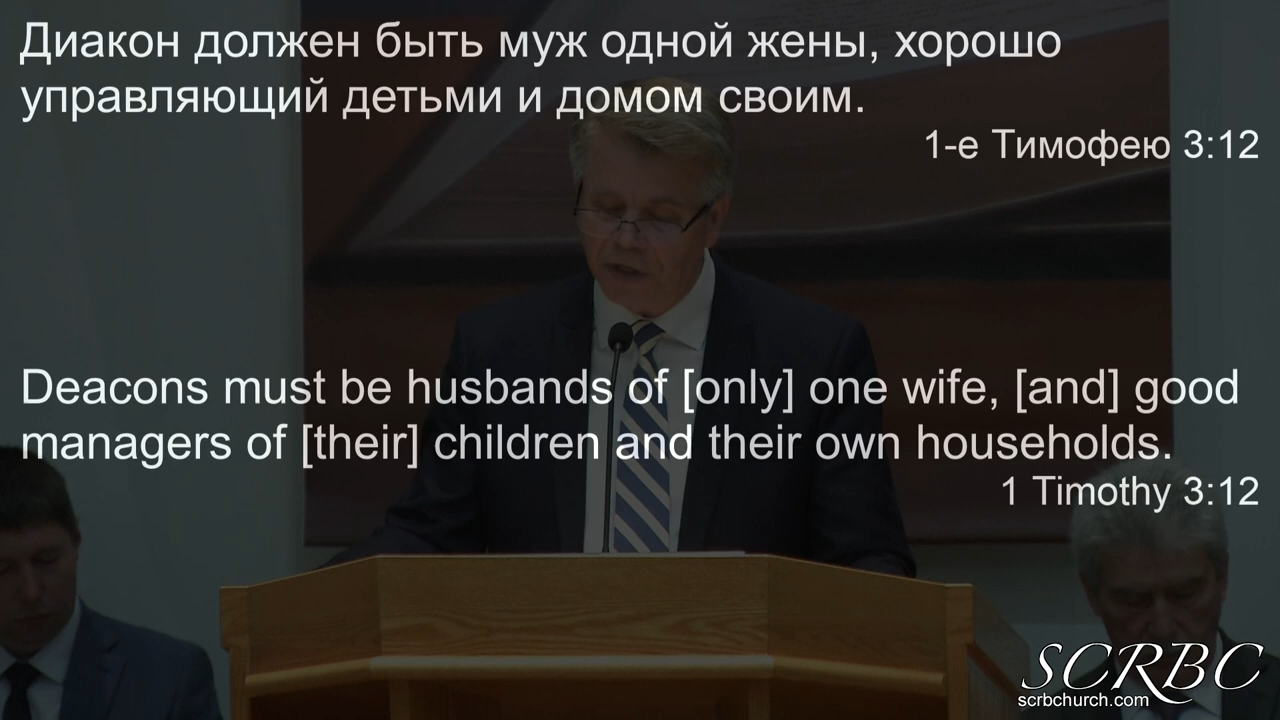 Диакон должен быть муж одной жены, хорошо
управляющий детьми и домом своим.
1-е Тимофею 3:12
Deacons must be husbands of [only] one wife, [and] good
managers of [their] children and their own households.
1 Timothy 3:12
SCRBC
scrbchurch.com